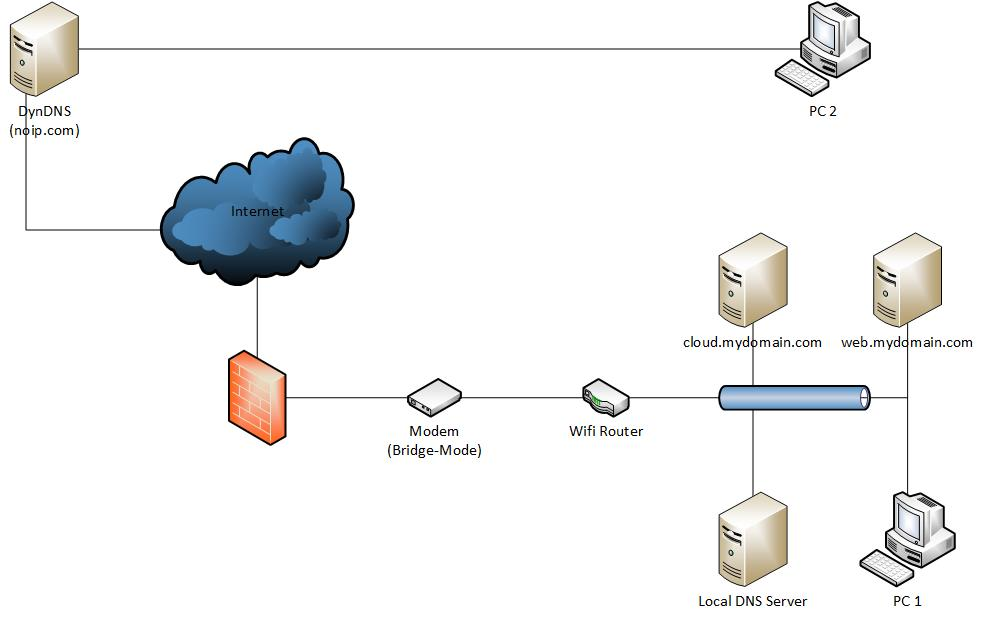 DynDNS
(noip.com)
PC 2
Internet
cloud.mydomain.com
web.mydomain.com
Modem
(Bridge-Mode)
Wifi Router
Local DNS Server
PC 1